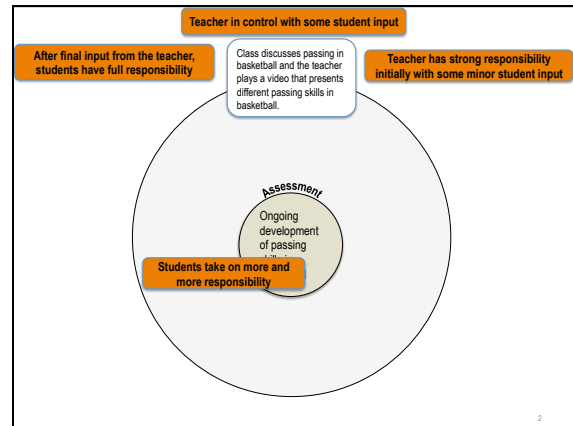 Teacher in control with some student input
After final input from the teacher,
students have full responsibility
Class discusses passing in
basketball and the teacher
plays a video that presents
different passing skills in
basketball.
Teacher has strong responsibility
initially with some minor student input
Assessment
Ongoing
development
of passing
Students take on more and
more responsibility
2